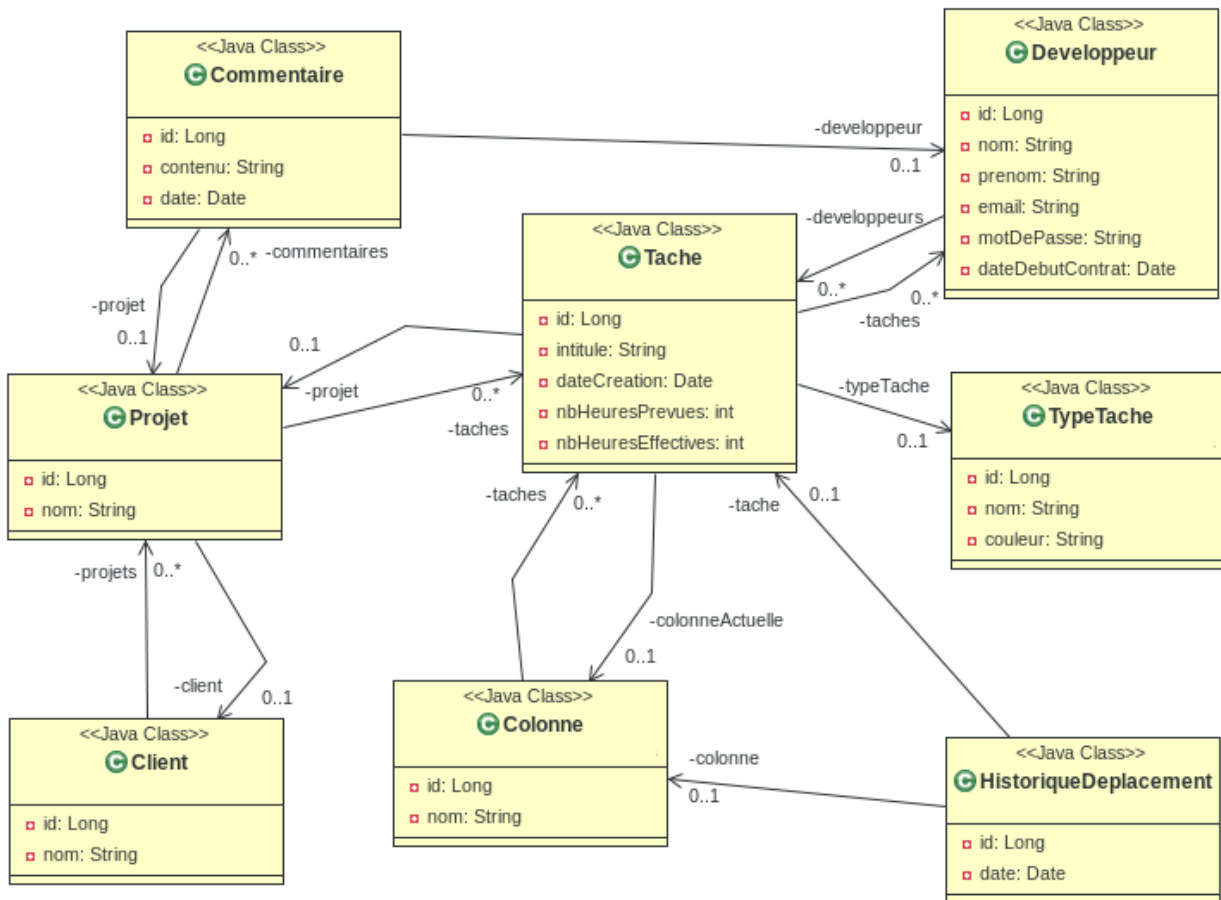 <<Java Class>>
Commentaire
id: Long
contenu: String
date: Date
<<Java Class>>
Developpeur
id: Long
nom: String
prenom: String
email: String
motDePasse: String
dateDebutContrat: Date
-developpeur
0..1
-developpeurs
0..*
0..*
-taches
<<Java Class>>
Tache
id: Long
intitule: String
dateCreation: Date
nbHeuresPrevues: int
nbHeuresEffectives: int
0..*
-commentaires
-projet
0..1
0..1
-projet
0..*
-taches
<<Java Class>>
Projet
id: Long
nom: String
-typeTache
0..1
<<Java Class>>
TypeTache
id: Long
nom: String
couleur: String
-taches
0..*
-tache
0..1
-projets
0..*
-client
0..1
-colonneActuelle
0..1
<<Java Class>>
Client
id: Long
nom: String
<<Java Class>>
Colonne
id: Long
nom: String
-colonne
0..1
<<Java Class>>
HistoriqueDeplacement
id: Long
date: Date